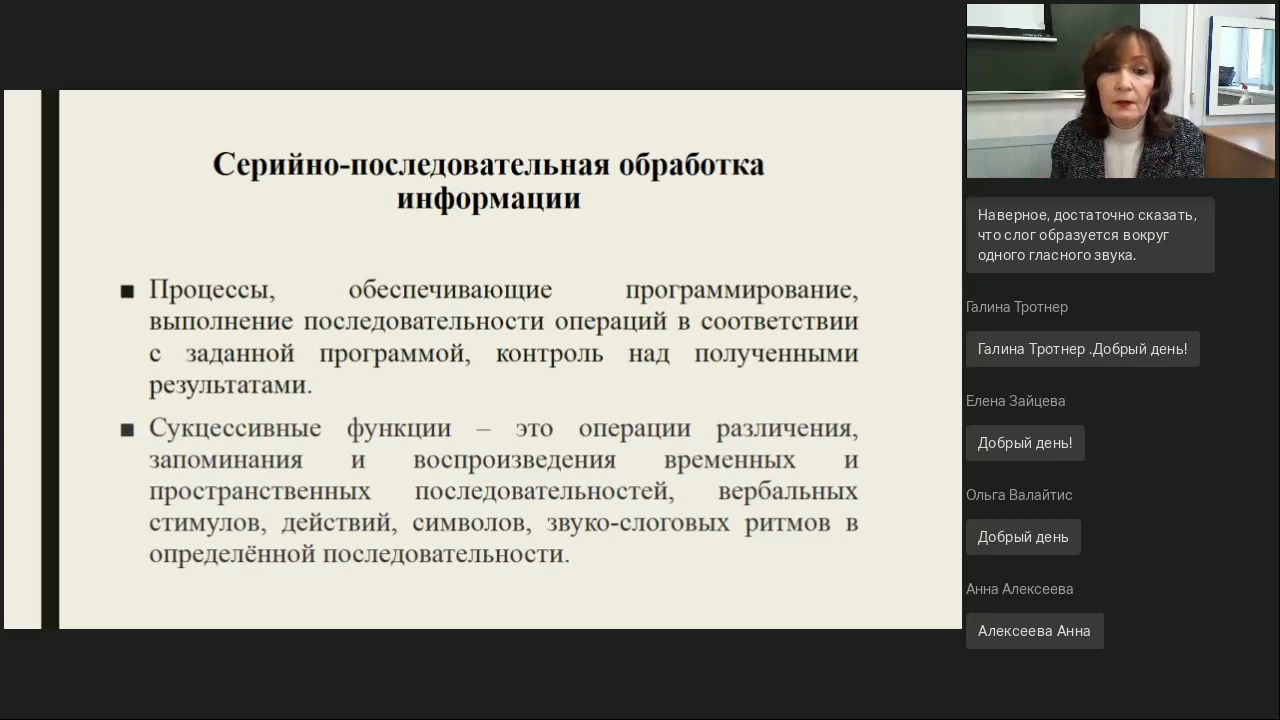 Серийно-последовательная обработка
информации
Процессы, обеспечивающие программирование,
выполнение последовательности операций в соответствии
с заданной программой, контроль над полученными
результатами.
Сукцессивные функции – это операции различения,
запоминания и воспроизведения временных и
пространственных последовательностей, вербальных
стимулов, действий, символов, звуко-слоговых ритмов в
определённой последовательности.
Наверное, достаточно сказать,
что слог образуется вокруг
одного гласного звука.
Галина Тротнер
Галина Тротнер .Добрый день!
Елена Зайцева
Добрый день!
Ольга Валайтис
Добрый день
Анна Алексеева
Алексеева Анна